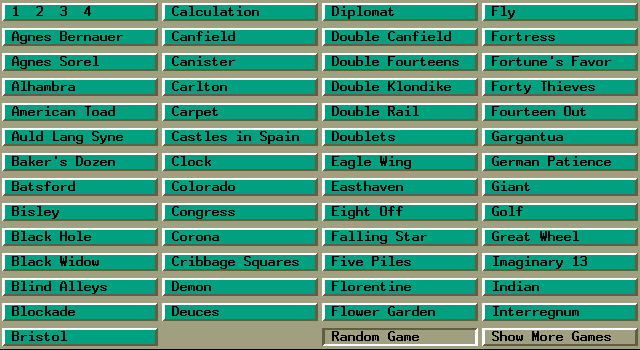 1 2 3 4
Agnes Bernauer
Agnes Sorel
Alhambra
American Toad
Auld Lang Syne
Baker's Dozen
Batsford
Bisley
Black Hole
Black Widow
Blind Alleys
Blockade
Bristol
Calculation
Canfield
Canister
Carlton
Carpet
Castles in Spain
Clock
Colorado
Congress
Corona
Cribbage Squares
Demon
Deuces
Diplomat
Double Canfield
Double Fourteens
Double Klondike
Double Rail
Doublets
Eagle Wing
Easthaven
Eight Off
Falling Star
Five Piles
Florentine
Flower Garden
Random Game
Fly
Fortress
Fortune's Favor
Forty Thieves
Fourteen Out
Gargantua
German Patience
Giant
Golf
Great Wheel
Imaginary 13
Indian
Interregnum
Show More Games